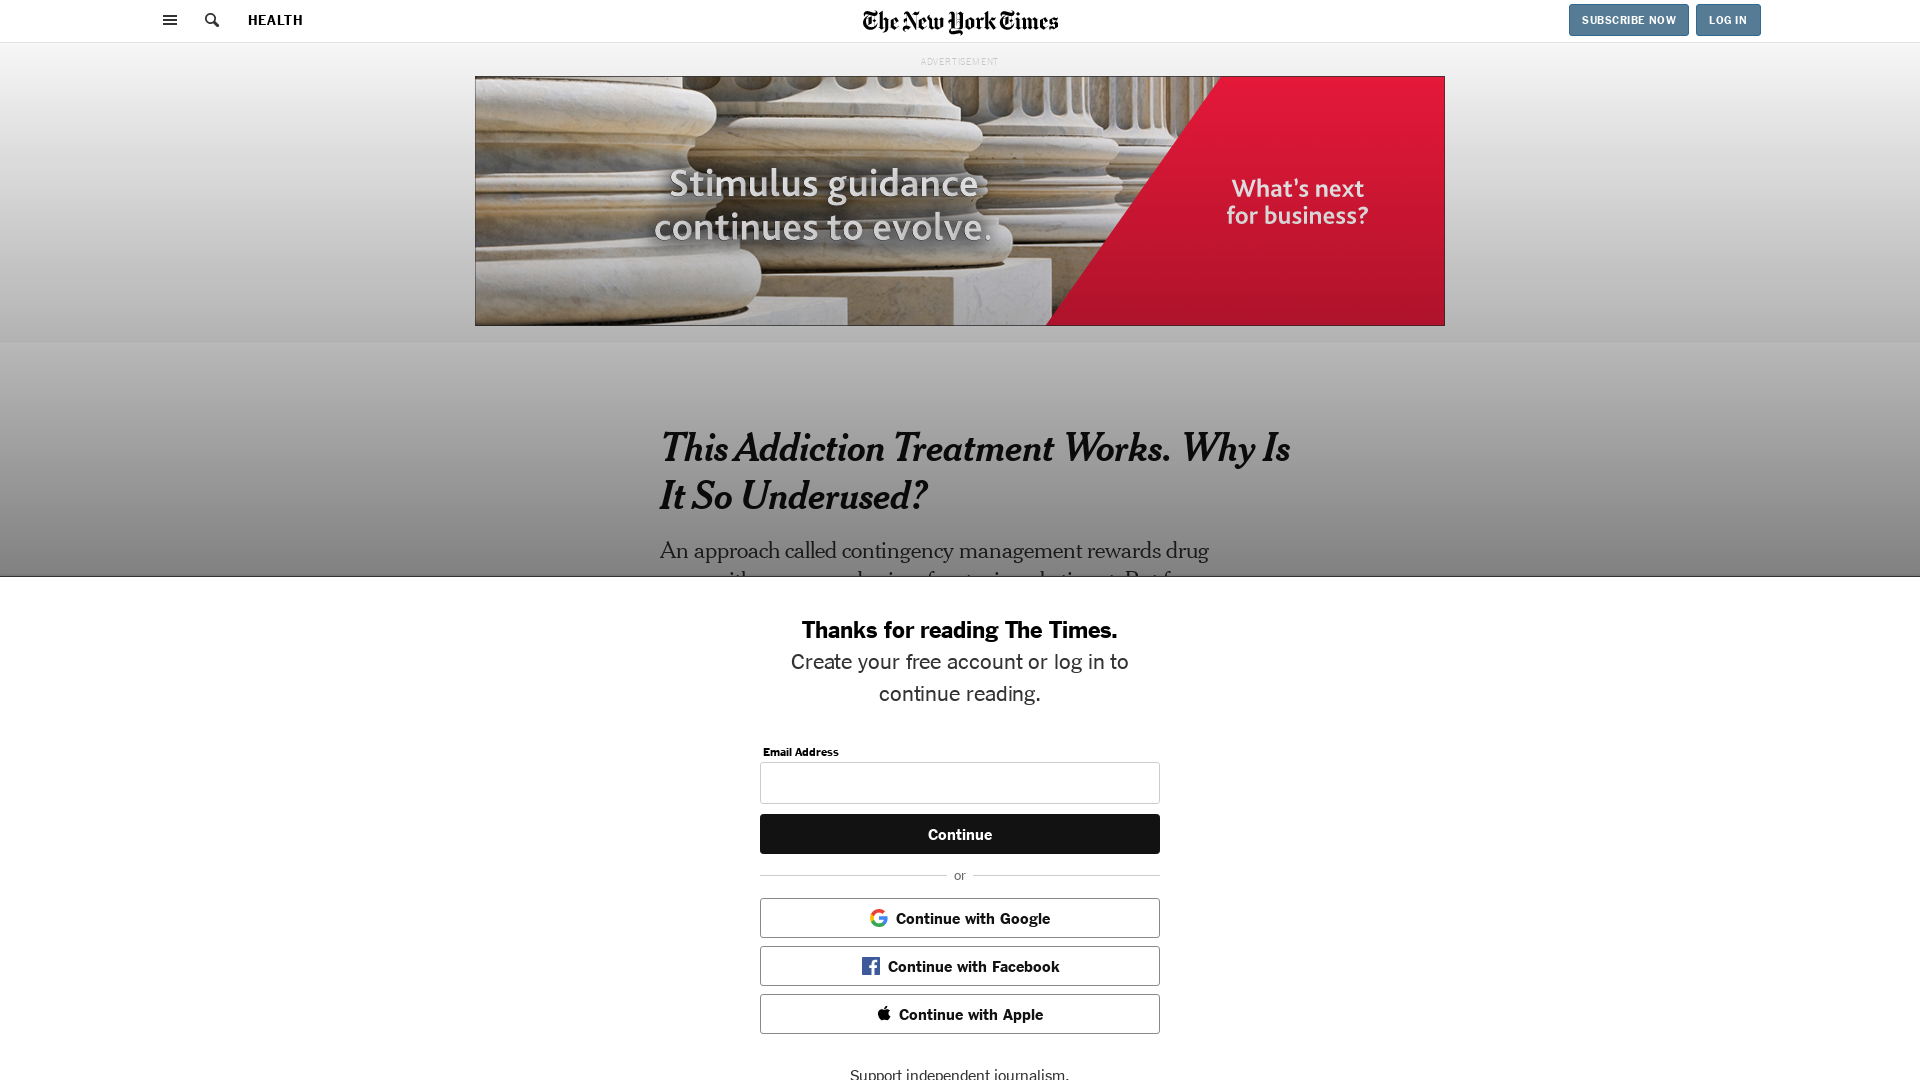 HEALTH
The New York Times
SUBSCRIBE NOW
LOG IN
ADVERTISEMENT
Stimulus guidance
continues to evolve.
What's next
for business?
This Addiction Treatment Works. Why Is
It So Underused?
An approach called contingency management rewards drug
Thanks for reading The Times.
Create your free account or log in to
continue reading.
Email Address
Continue
or
Continue with Google
Continue with Facebook
Continue with Apple
Support independent journalism.